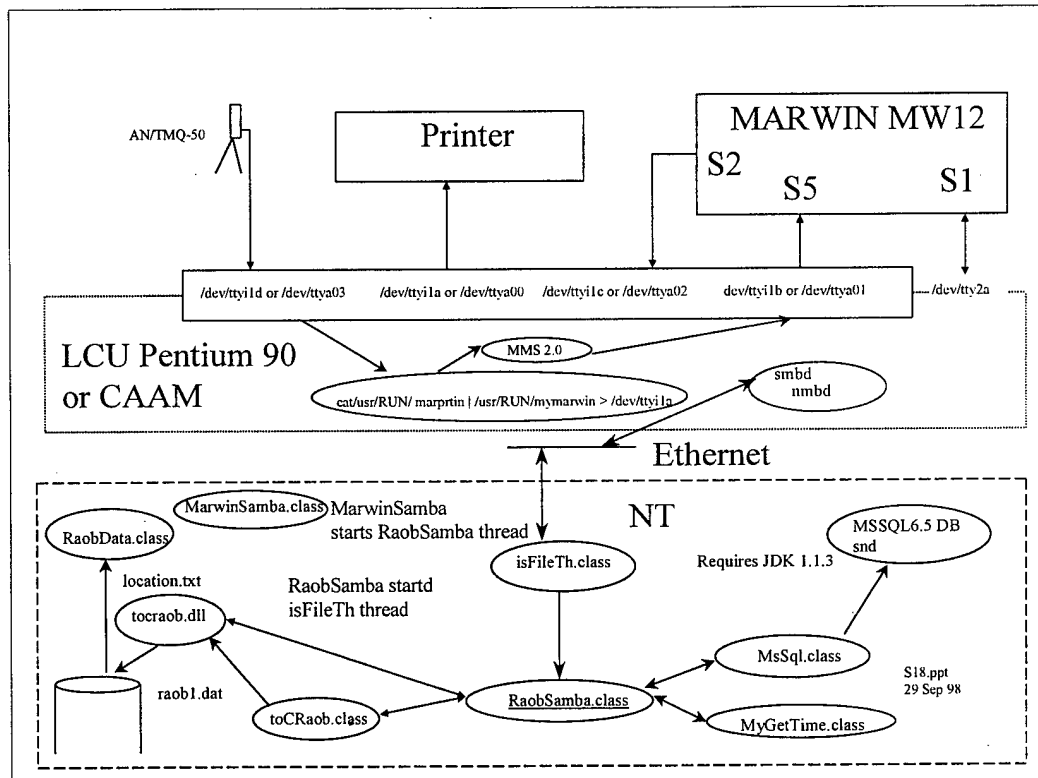 AN/TMQ-50
Printer
MARWIN MW12
S2
S5
S1
/dev/ttyi1d or /dev/ttya03
/dev/ttyi1a or /dev/ttya00
/dev/ttyi1c or /dev/ttya02
dev/ttyi1b or /dev/ttya01
/dev/tty2a
LCU Pentium 90
or CAAM
MMS 2.0
cat/usr/RUN/ marprtin | /usr/RUN/mymarwin > /dev/ttyi1a
smbd
nmbd
Ethernet
NT
MarwinSamba.class
MarwinSamba
starts RaobSamba thread
RaobData.class
isFileTh.class
Requires JDK 1.1.3
MSSQL6.5 DB
snd
location.txt
RaobSamba startd
isFileTh thread
tocraob.dll
MsSql.class
raob1.dat
toCRaob.class
RaobSamba.class
MyGetTime.class
S18.ppt
29 Sep 98